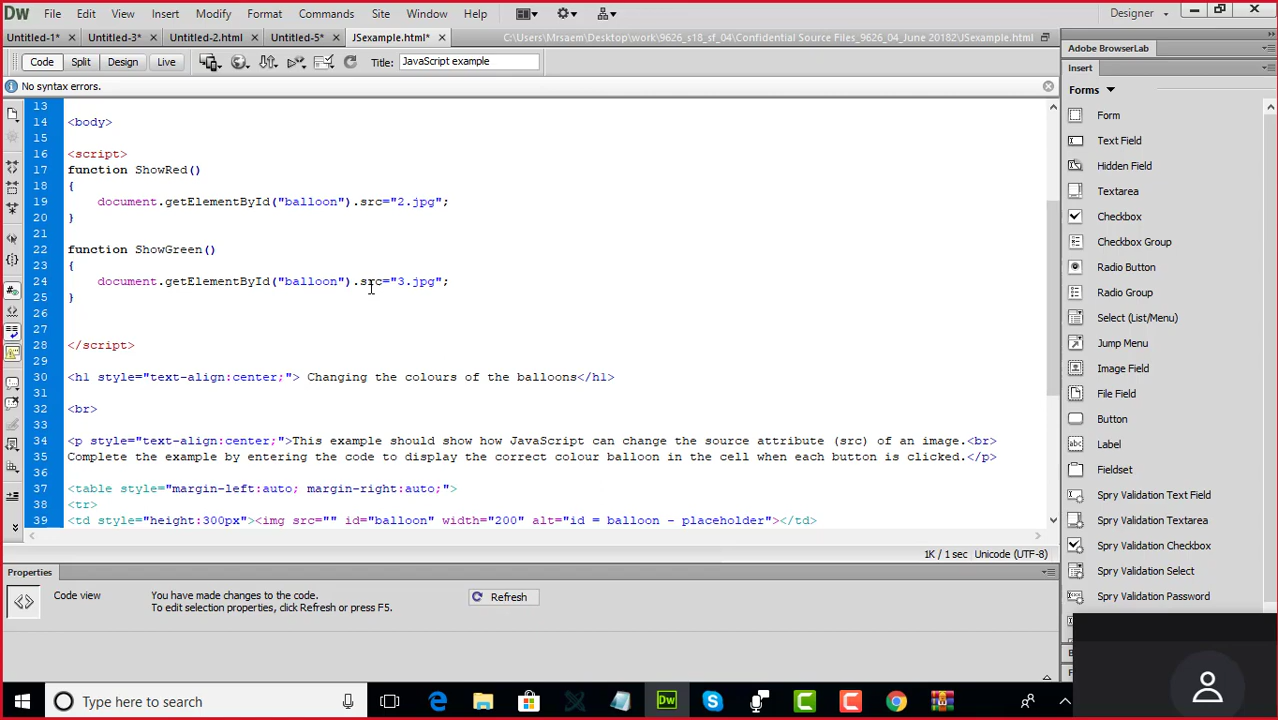 Dw File Edit View Insert Modify Format Commands Site Window Help Designer
Untitled-1* × Untitled-3* × Untitled-2.html × Untitled-5* × JSexample.html* × C:\Users\Mrsaem\Desktop\work\9626_s18_sf_04\Confidential Source Files_9626_04_June 20182\JSexample.html
Code Split Design Live Title: JavaScript example
No syntax errors.
13
14 <body>
15
16 <script>
17 function ShowRed()
18 {
19 document.getElementById("balloon").src="2.jpg";
20 }
21
22 function ShowGreen()
23 {
24 document.getElementById("balloon").src="3.jpg";
25 }
26
27
28 </script>
29
30 <h1 style="text-align:center;"> Changing the colours of the balloons</h1>
31
32 <br>
33
34 <p style="text-align:center;">This example should show how JavaScript can change the source attribute (src) of an image.<br>
35 Complete the example by entering the code to display the correct colour balloon in the cell when each button is clicked.</p>
36
37 <table style="margin-left:auto; margin-right:auto;">
38 <tr>
39 <td style="height:300px"><img src="" id="balloon" width="200" alt="id = balloon - placeholder"></td>
1K / 1 sec Unicode (UTF-8)
Properties
Code view
You have made changes to the code.
To edit selection properties, click Refresh or press F5.
Refresh
Adobe BrowserLab
Insert
Forms
Form
Text Field
Hidden Field
Textarea
Checkbox
Checkbox Group
Radio Button
Radio Group
Select (List/Menu)
Jump Menu
Image Field
File Field
Button
Label
Fieldset
Spry Validation Text Field
Spry Validation Textarea
Spry Validation Checkbox
Spry Validation Select
Spry Validation Password
Type here to search
Dw